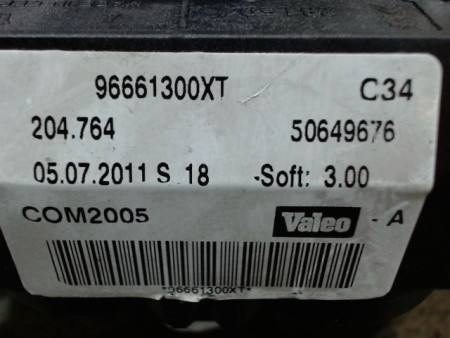 96661300XT C34
204.764 50649676
05.07.2011 S 18 -Soft: 3.00
COM2005 Valeo - A
*96661300XT*